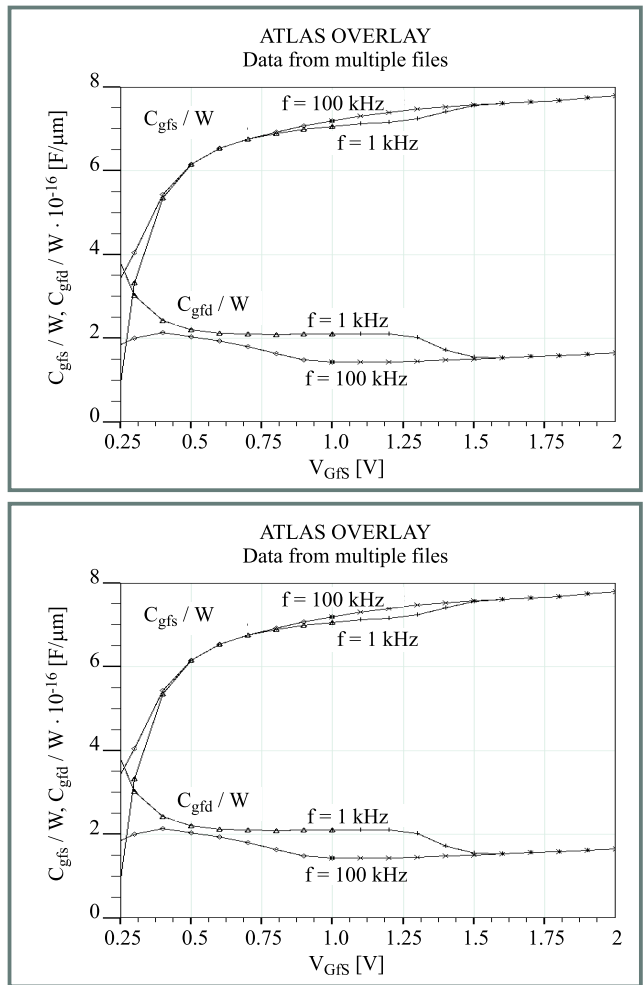 ATLAS OVERLAY
Data from multiple files
C_gfs / W, C_gfd / W · 10^-16 [F/μm]
8
6
4
2
0
C_gfs / W
f = 100 kHz
f = 1 kHz
C_gfd / W
f = 1 kHz
f = 100 kHz
0.25 0.5 0.75 1.0 1.25 1.5 1.75 2
V_GfS [V]
ATLAS OVERLAY
Data from multiple files
C_gfs / W, C_gfd / W · 10^-16 [F/μm]
8
6
4
2
0
C_gfs / W
f = 100 kHz
f = 1 kHz
C_gfd / W
f = 1 kHz
f = 100 kHz
0.25 0.5 0.75 1.0 1.25 1.5 1.75 2
V_GfS [V]